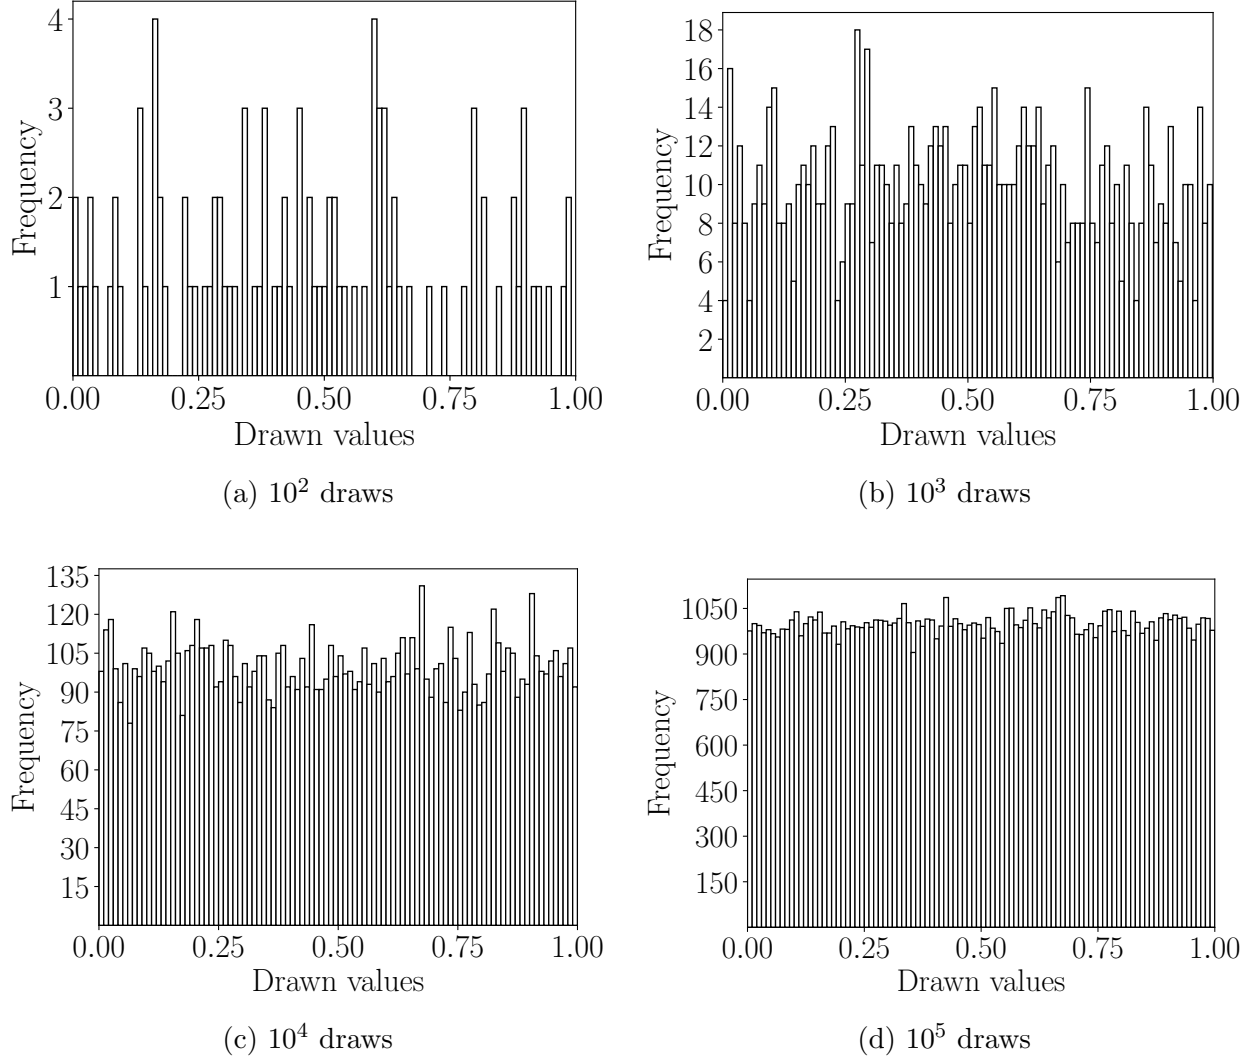 4
3
2
1
Frequency
0.00 0.25 0.50 0.75 1.00
Drawn values
(a) 10² draws
18
16
14
12
10
8
6
4
2
Frequency
0.00 0.25 0.50 0.75 1.00
Drawn values
(b) 10³ draws
135
120
105
90
75
60
45
30
15
Frequency
0.00 0.25 0.50 0.75 1.00
Drawn values
(c) 10⁴ draws
1050
900
750
600
450
300
150
Frequency
0.00 0.25 0.50 0.75 1.00
Drawn values
(d) 10⁵ draws